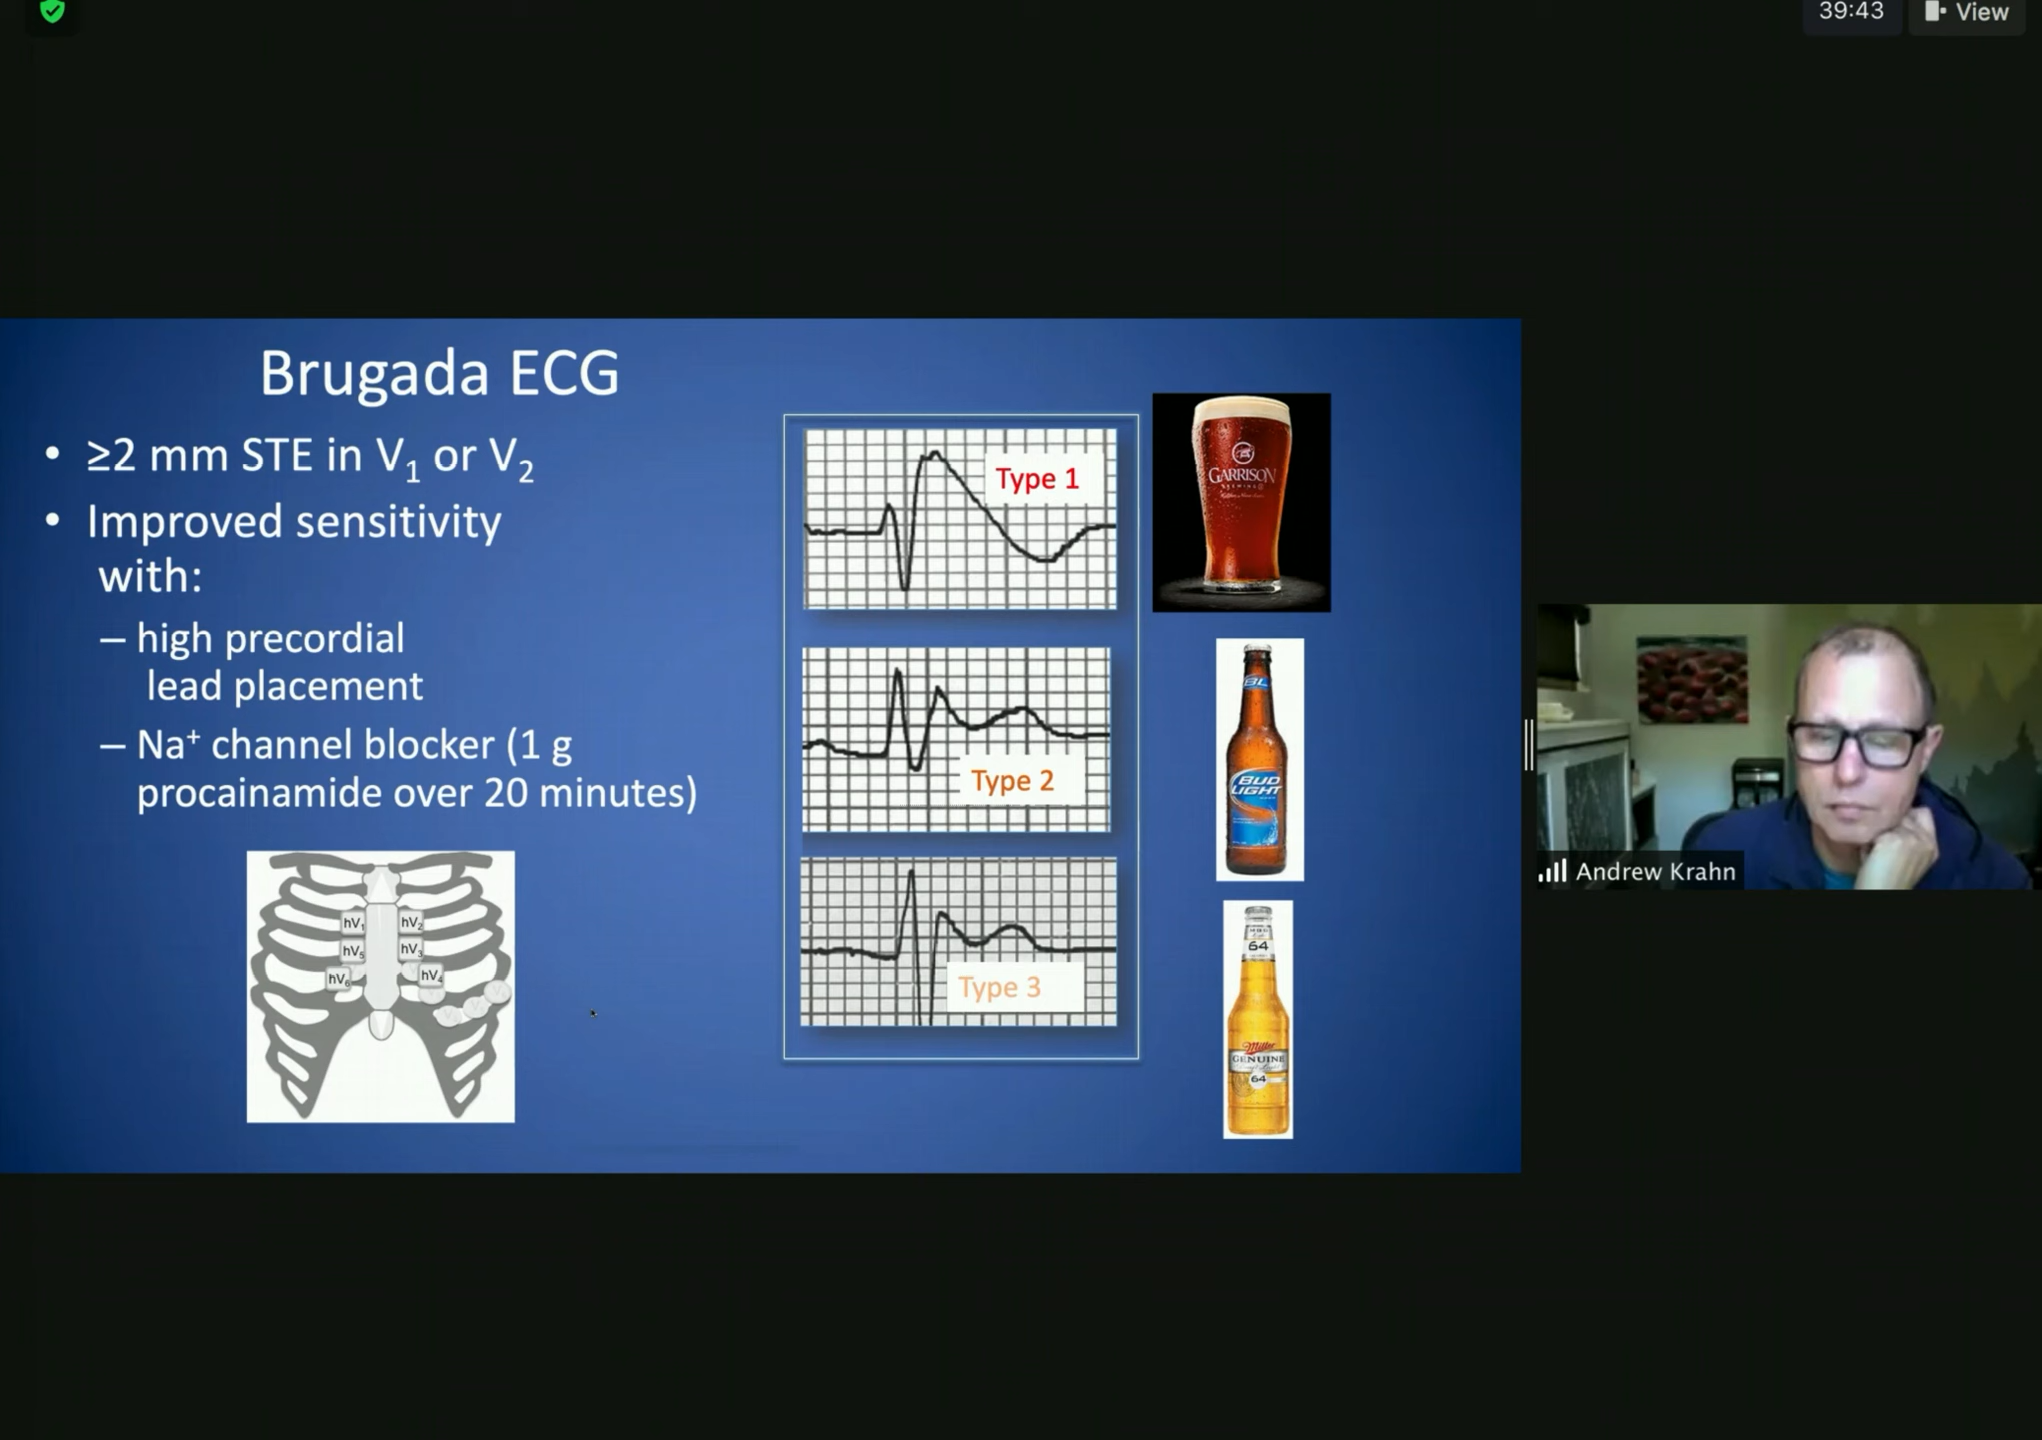 39:43
View
Brugada ECG
• ≥2 mm STE in V₁ or V₂
• Improved sensitivity
with:
– high precordial
lead placement
– Na⁺ channel blocker (1 g
procainamide over 20 minutes)
hV₁ hV₂
hV₅ hV₃
hV₆ hV₄
Type 1
Type 2
Type 3
GARRISON
BREWING
BL
BUD
LIGHT
64
Miller
GENUINE
64
Andrew Krahn